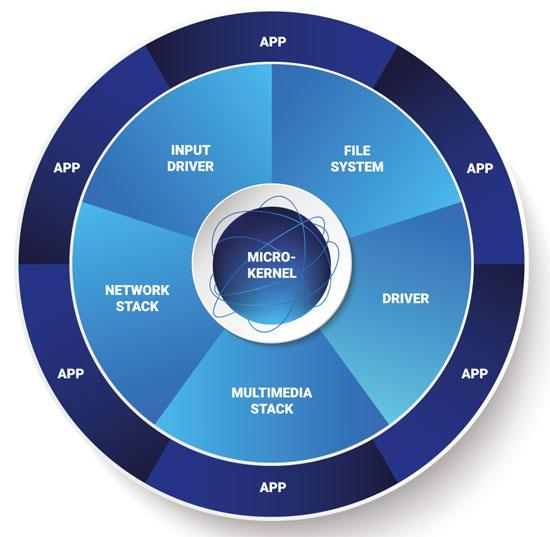 APP
INPUT
DRIVER
FILE
SYSTEM
APP
APP
MICRO-
KERNEL
NETWORK
STACK
DRIVER
APP
APP
MULTIMEDIA
STACK
APP